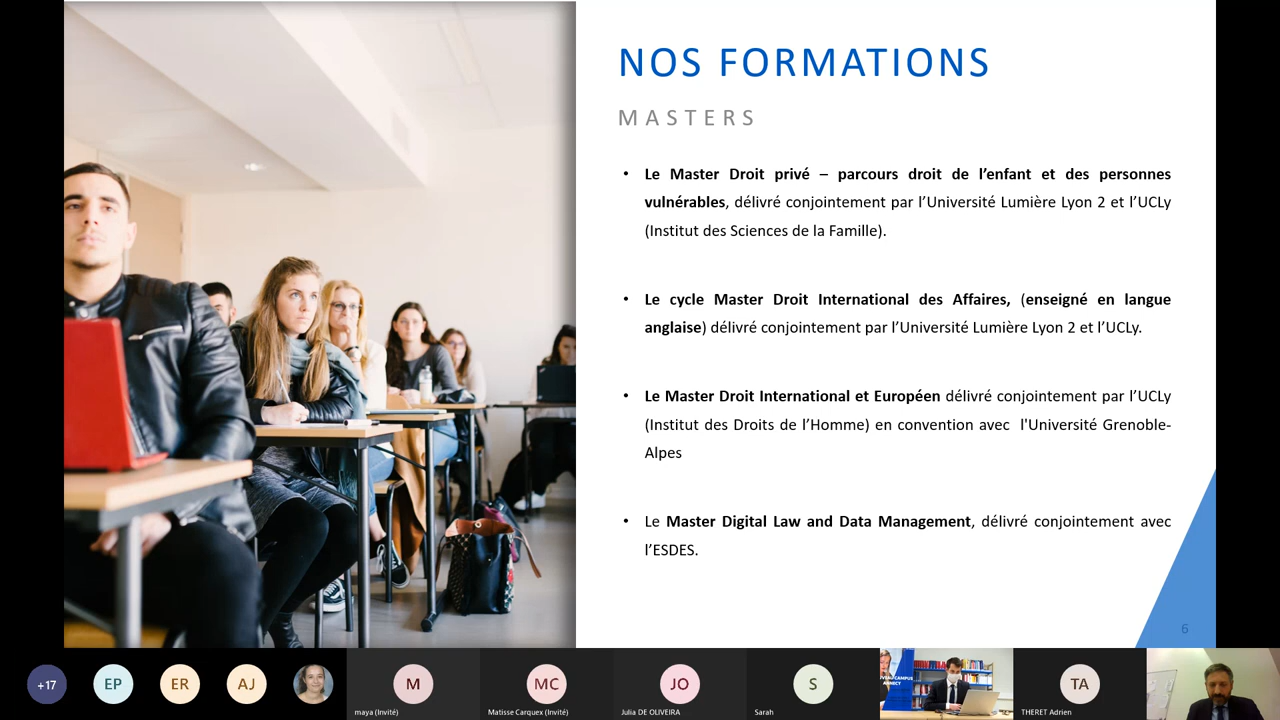 NOS FORMATIONS
MASTERS
• Le Master Droit privé – parcours droit de l’enfant et des personnes
vulnérables, délivré conjointement par l’Université Lumière Lyon 2 et l’UCLy
(Institut des Sciences de la Famille).
• Le cycle Master Droit International des Affaires, (enseigné en langue
anglaise) délivré conjointement par l’Université Lumière Lyon 2 et l’UCLy.
• Le Master Droit International et Européen délivré conjointement par l’UCLy
(Institut des Droits de l’Homme) en convention avec l'Université Grenoble-
Alpes
• Le Master Digital Law and Data Management, délivré conjointement avec
l’ESDES.
6
+17
EP
ER
AJ
M
maya (Invité)
MC
Matisse Carquex (Invité)
JO
Julia DE OLIVEIRA
S
Sarah
TA
THERET Adrien